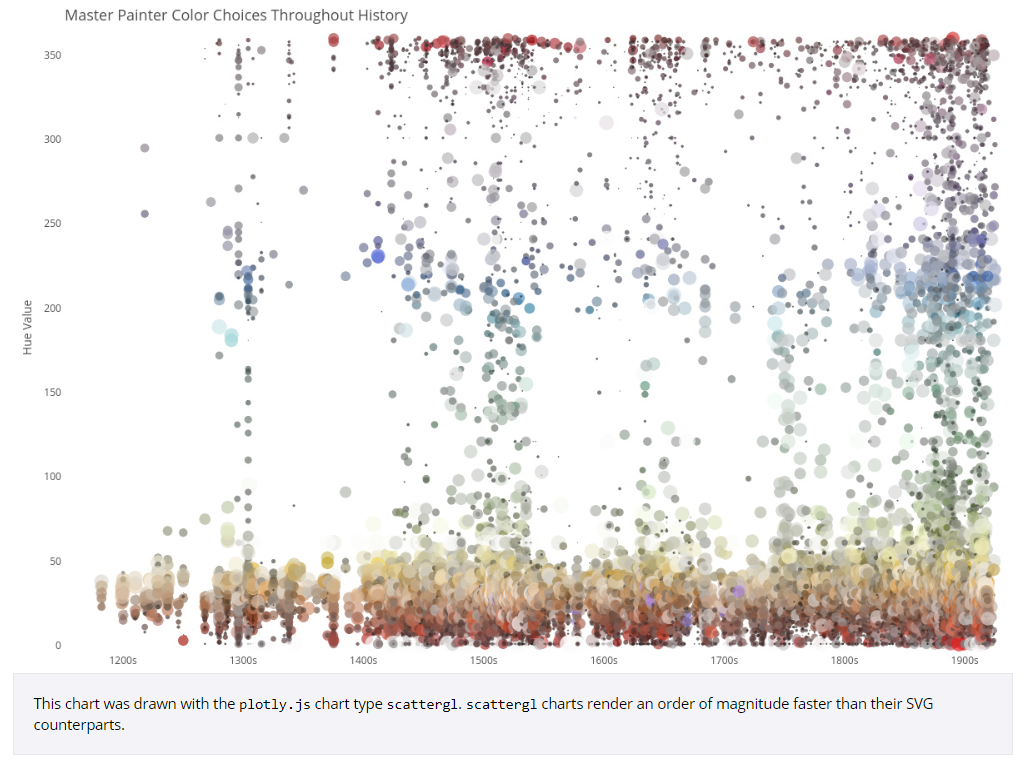 Master Painter Color Choices Throughout History
350
300
250
200
150
100
50
0
Hue Value
1200s 1300s 1400s 1500s 1600s 1700s 1800s 1900s
This chart was drawn with the plotly.js chart type scattergl. scattergl charts render an order of magnitude faster than their SVG
counterparts.